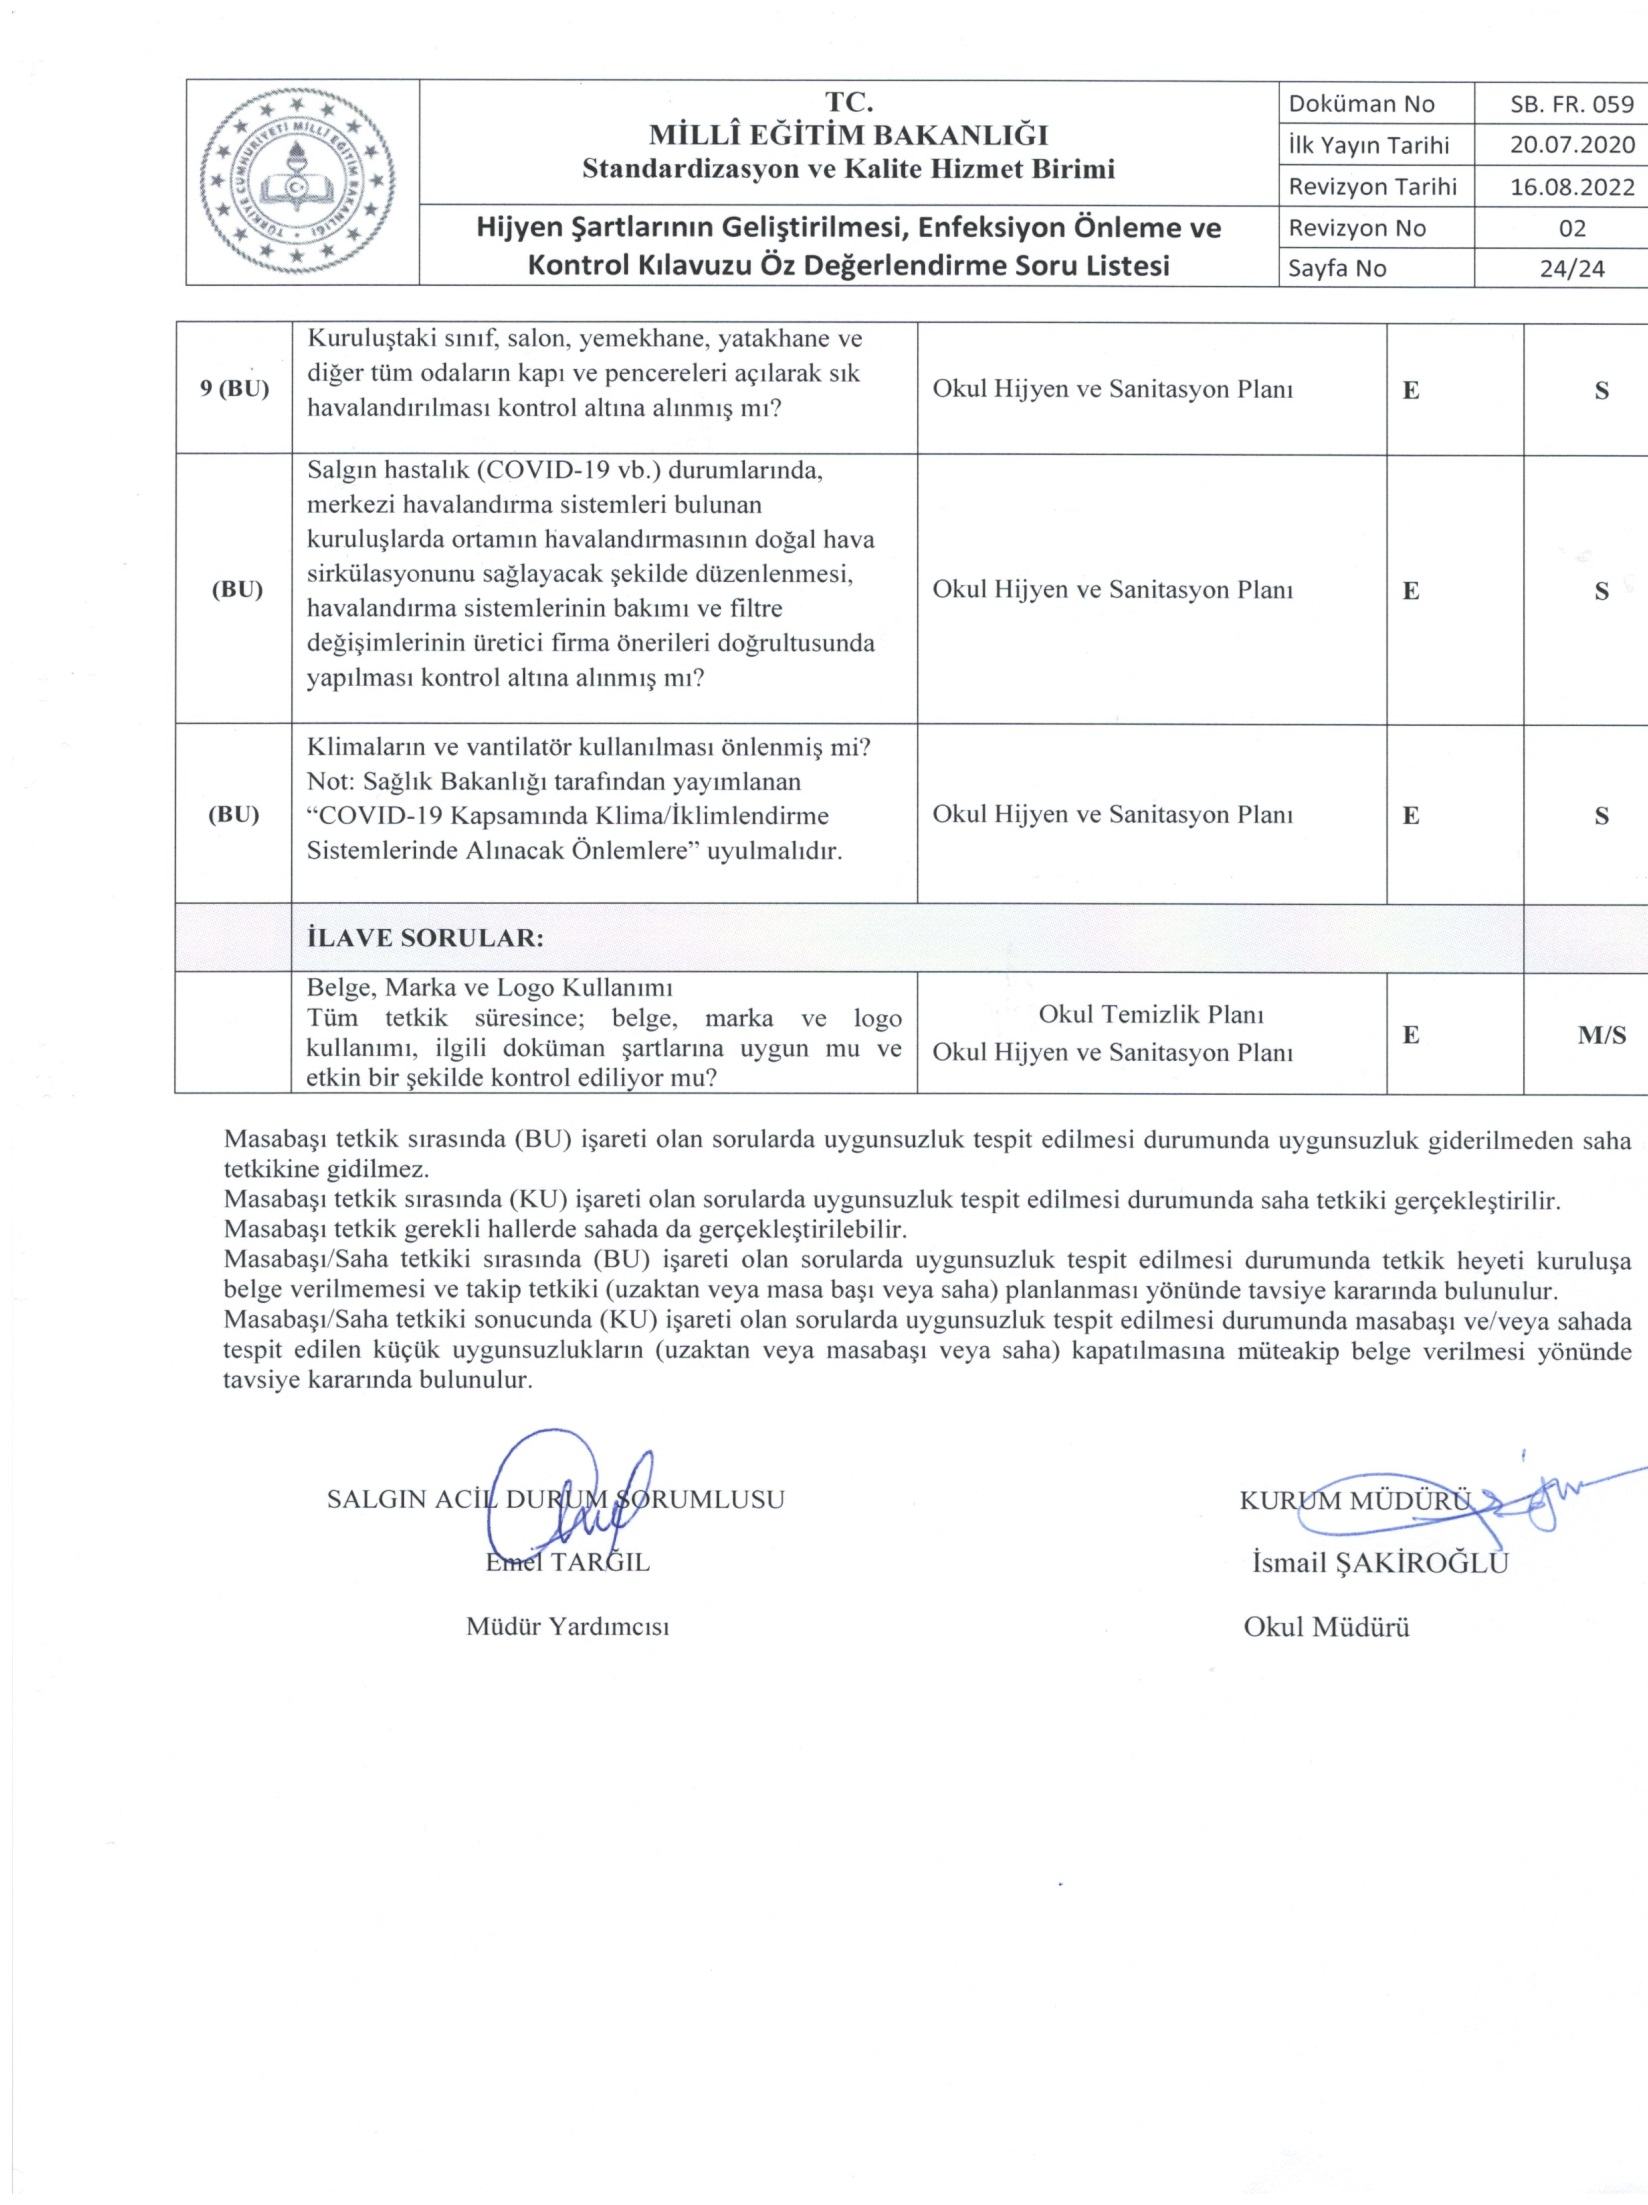 TÜRKİYE CUMHURİYETİ MİLLÎ EĞİTİM BAKANLIĞI
TC.
MİLLÎ EĞİTİM BAKANLIĞI
Standardizasyon ve Kalite Hizmet Birimi
Hijyen Şartlarının Geliştirilmesi, Enfeksiyon Önleme ve
Kontrol Kılavuzu Öz Değerlendirme Soru Listesi
Doküman No SB. FR. 059
İlk Yayın Tarihi 20.07.2020
Revizyon Tarihi 16.08.2022
Revizyon No 02
Sayfa No 24/24
9 (BU)
Kuruluştaki sınıf, salon, yemekhane, yatakhane ve
diğer tüm odaların kapı ve pencereleri açılarak sık
havalandırılması kontrol altına alınmış mı?
Okul Hijyen ve Sanitasyon Planı
E
S
(BU)
Salgın hastalık (COVID-19 vb.) durumlarında,
merkezi havalandırma sistemleri bulunan
kuruluşlarda ortamın havalandırmasının doğal hava
sirkülasyonunu sağlayacak şekilde düzenlenmesi,
havalandırma sistemlerinin bakımı ve filtre
değişimlerinin üretici firma önerileri doğrultusunda
yapılması kontrol altına alınmış mı?
Okul Hijyen ve Sanitasyon Planı
E
S
(BU)
Klimaların ve vantilatör kullanılması önlenmiş mi?
Not: Sağlık Bakanlığı tarafından yayımlanan
“COVID-19 Kapsamında Klima/İklimlendirme
Sistemlerinde Alınacak Önlemlere” uyulmalıdır.
Okul Hijyen ve Sanitasyon Planı
E
S
İLAVE SORULAR:
Belge, Marka ve Logo Kullanımı
Tüm tetkik süresince; belge, marka ve logo
kullanımı, ilgili doküman şartlarına uygun mu ve
etkin bir şekilde kontrol ediliyor mu?
Okul Temizlik Planı
Okul Hijyen ve Sanitasyon Planı
E
M/S
Masabaşı tetkik sırasında (BU) işareti olan sorularda uygunsuzluk tespit edilmesi durumunda uygunsuzluk giderilmeden saha
tetkikine gidilmez.
Masabaşı tetkik sırasında (KU) işareti olan sorularda uygunsuzluk tespit edilmesi durumunda saha tetkiki gerçekleştirilir.
Masabaşı tetkik gerekli hallerde sahada da gerçekleştirilebilir.
Masabaşı/Saha tetkiki sırasında (BU) işareti olan sorularda uygunsuzluk tespit edilmesi durumunda tetkik heyeti kuruluşa
belge verilmemesi ve takip tetkiki (uzaktan veya masa başı veya saha) planlanması yönünde tavsiye kararında bulunulur.
Masabaşı/Saha tetkiki sonucunda (KU) işareti olan sorularda uygunsuzluk tespit edilmesi durumunda masabaşı ve/veya sahada
tespit edilen küçük uygunsuzlukların (uzaktan veya masabaşı veya saha) kapatılmasına müteakip belge verilmesi yönünde
tavsiye kararında bulunulur.
SALGIN ACİL DURUM SORUMLUSU
Emel TARĞIL
Müdür Yardımcısı
KURUM MÜDÜRÜ
İsmail ŞAKİROĞLU
Okul Müdürü